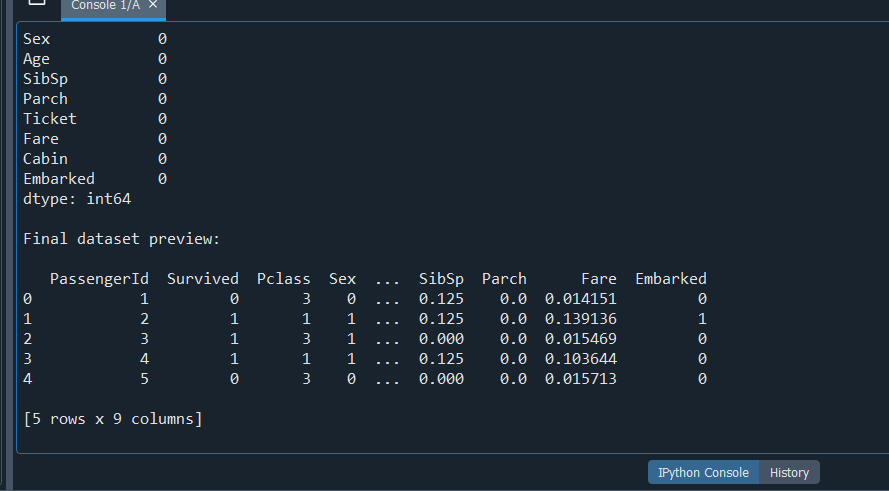 Console 1/A ×
Sex            0
Age            0
SibSp          0
Parch          0
Ticket         0
Fare           0
Cabin          0
Embarked       0
dtype: int64
Final dataset preview:
   PassengerId  Survived  Pclass  Sex  ...  SibSp  Parch      Fare  Embarked
0            1         0       3    0  ...  0.125    0.0  0.014151         0
1            2         1       1    1  ...  0.125    0.0  0.139136         1
2            3         1       3    1  ...  0.000    0.0  0.015469         0
3            4         1       1    1  ...  0.125    0.0  0.103644         0
4            5         0       3    0  ...  0.000    0.0  0.015713         0
[5 rows x 9 columns]
IPython Console  History